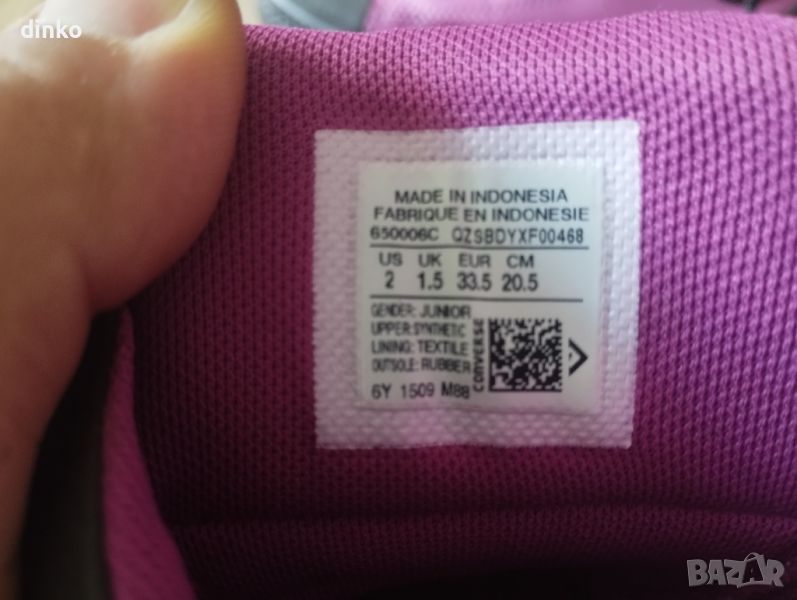 dinko
MADE IN INDONESIA
FABRIQUE EN INDONESIE
650006C QZSBDYXF00468
US UK EUR CM
2 1.5 33.5 20.5
GENDER: JUNIOR
UPPER: SYNTHETIC
LINING: TEXTILE
OUTSOLE: RUBBER
CONVERSE
6Y 1509 M88
BAZAR